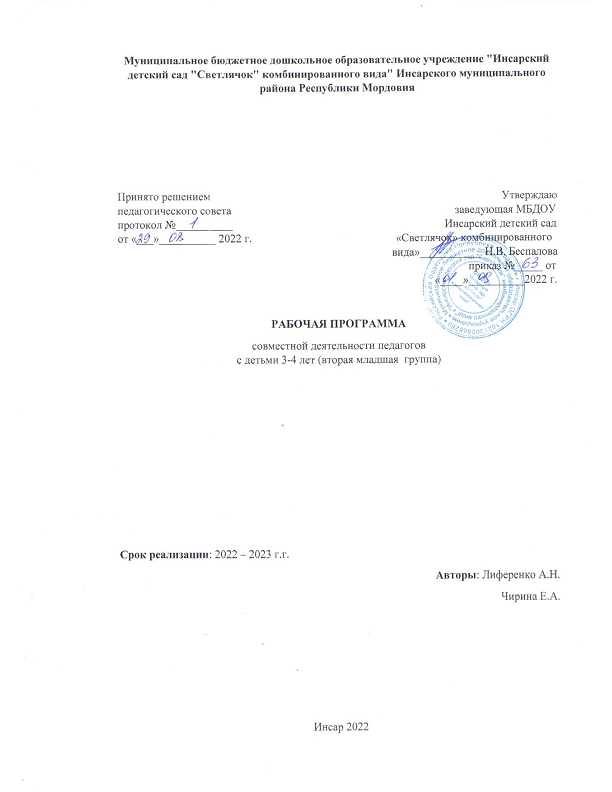 Муниципальное бюджетное дошкольное образовательное учреждение "Инсарский
детский сад "Светлячок" комбинированного вида" Инсарского муниципального
района Республики Мордовия
Принято решением
педагогического совета
протокол № 1
от «29» 08 2022 г.
Утверждаю
заведующая МБДОУ
Инсарский детский сад
«Светлячок» комбинированного
вида» Н.В. Беспалова
приказ № 63 от
«01» 09 2022 г.
РАБОЧАЯ ПРОГРАММА
совместной деятельности педагогов
с детьми 3-4 лет (вторая младшая группа)
Срок реализации: 2022 – 2023 г.г.
Авторы: Лиференко А.Н.
Чирина Е.А.
Инсар 2022